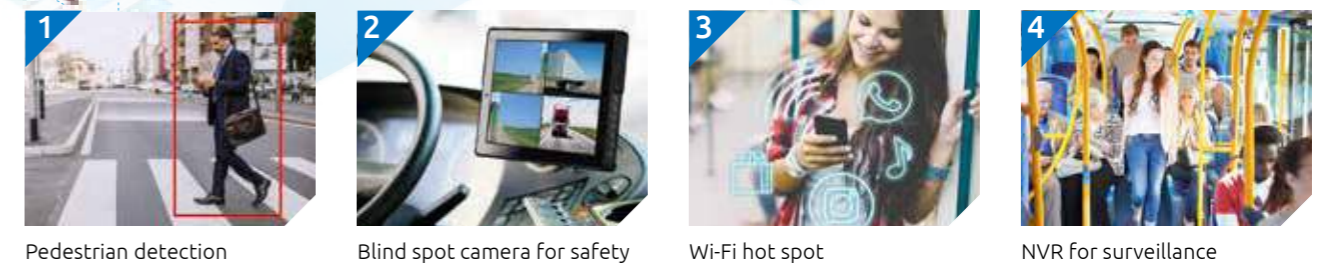 1
2
3
4
Pedestrian detection
Blind spot camera for safety
Wi-Fi hot spot
NVR for surveillance